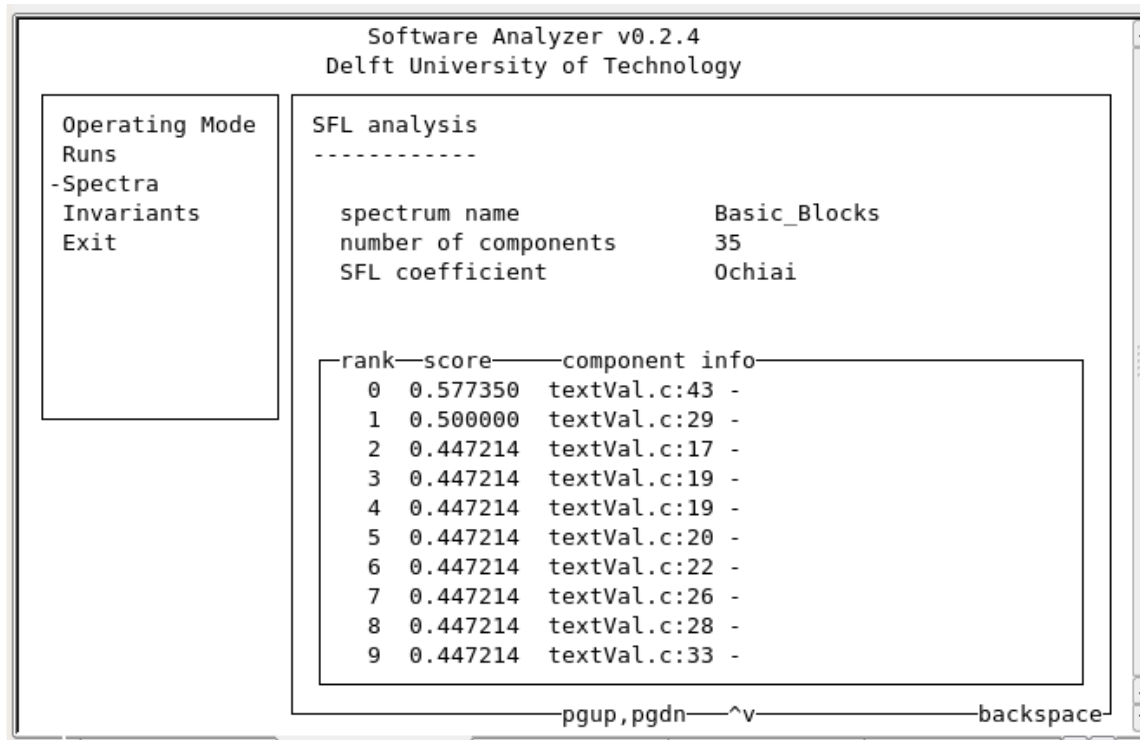 Software Analyzer v0.2.4
Delft University of Technology
Operating Mode
Runs
-Spectra
Invariants
Exit
SFL analysis
------------
spectrum name Basic_Blocks
number of components 35
SFL coefficient Ochiai
rank score component info
0 0.577350 textVal.c:43 -
1 0.500000 textVal.c:29 -
2 0.447214 textVal.c:17 -
3 0.447214 textVal.c:19 -
4 0.447214 textVal.c:19 -
5 0.447214 textVal.c:20 -
6 0.447214 textVal.c:22 -
7 0.447214 textVal.c:26 -
8 0.447214 textVal.c:28 -
9 0.447214 textVal.c:33 -
pgup,pgdn ^v backspace